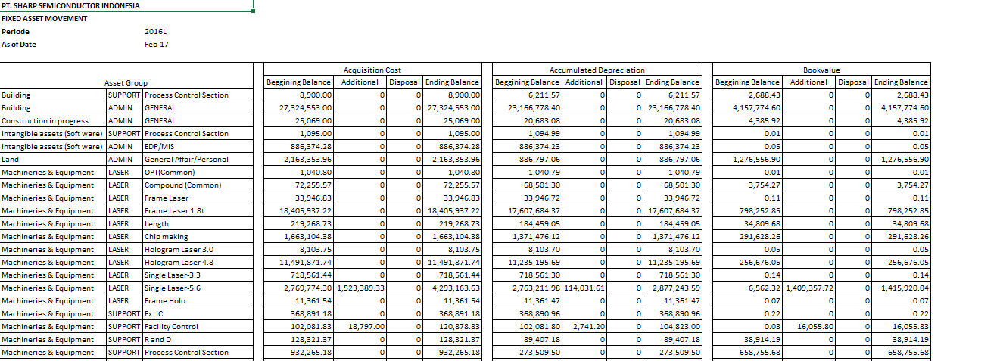 PT. SHARP SEMICONDUCTOR INDONESIA
FIXED ASSET MOVEMENT
Periode 2016L
As of Date Feb-17
Acquisition Cost Accumulated Depreciation Bookvalue
Asset Group Beggining Balance Additional Disposal Ending Balance Beggining Balance Additional Disposal Ending Balance Beggining Balance Additional Disposal Ending Balance
Building SUPPORT Process Control Section 8,900.00 0 0 8,900.00 6,211.57 0 0 6,211.57 2,688.43 0 0 2,688.43
Building ADMIN GENERAL 27,324,553.00 0 0 27,324,553.00 23,166,778.40 0 0 23,166,778.40 4,157,774.60 0 0 4,157,774.60
Construction in progress ADMIN GENERAL 25,069.00 0 0 25,069.00 20,683.08 0 0 20,683.08 4,385.92 0 0 4,385.92
Intangible assets (Soft ware) SUPPORT Process Control Section 1,095.00 0 0 1,095.00 1,094.99 0 0 1,094.99 0.01 0 0 0.01
Intangible assets (Soft ware) ADMIN EDP/MIS 886,374.28 0 0 886,374.28 886,374.23 0 0 886,374.23 0.05 0 0 0.05
Land ADMIN General Affair/Personal 2,163,353.96 0 0 2,163,353.96 886,797.06 0 0 886,797.06 1,276,556.90 0 0 1,276,556.90
Machineries & Equipment LASER OPT(Common) 1,040.80 0 0 1,040.80 1,040.79 0 0 1,040.79 0.01 0 0 0.01
Machineries & Equipment LASER Compound (Common) 72,255.57 0 0 72,255.57 68,501.30 0 0 68,501.30 3,754.27 0 0 3,754.27
Machineries & Equipment LASER Frame Laser 33,946.83 0 0 33,946.83 33,946.72 0 0 33,946.72 0.11 0 0 0.11
Machineries & Equipment LASER Frame Laser 1.8t 18,405,937.22 0 0 18,405,937.22 17,607,684.37 0 0 17,607,684.37 798,252.85 0 0 798,252.85
Machineries & Equipment LASER Length 219,268.73 0 0 219,268.73 184,459.05 0 0 184,459.05 34,809.68 0 0 34,809.68
Machineries & Equipment LASER Chip making 1,663,104.38 0 0 1,663,104.38 1,371,476.12 0 0 1,371,476.12 291,628.26 0 0 291,628.26
Machineries & Equipment LASER Hologram Laser 3.0 8,103.75 0 0 8,103.75 8,103.70 0 0 8,103.70 0.05 0 0 0.05
Machineries & Equipment LASER Hologram Laser 4.8 11,491,871.74 0 0 11,491,871.74 11,235,195.69 0 0 11,235,195.69 256,676.05 0 0 256,676.05
Machineries & Equipment LASER Single Laser-3.3 718,561.44 0 0 718,561.44 718,561.30 0 0 718,561.30 0.14 0 0 0.14
Machineries & Equipment LASER Single Laser-5.6 2,769,774.30 1,523,389.33 0 4,293,163.63 2,763,211.98 114,031.61 0 2,877,243.59 6,562.32 1,409,357.72 0 1,415,920.04
Machineries & Equipment LASER Frame Holo 11,361.54 0 0 11,361.54 11,361.47 0 0 11,361.47 0.07 0 0 0.07
Machineries & Equipment SUPPORT Ex. IC 368,891.18 0 0 368,891.18 368,890.96 0 0 368,890.96 0.22 0 0 0.22
Machineries & Equipment SUPPORT Facility Control 102,081.83 18,797.00 0 120,878.83 102,081.80 2,741.20 0 104,823.00 0.03 16,055.80 0 16,055.83
Machineries & Equipment SUPPORT R and D 128,321.37 0 0 128,321.37 89,407.18 0 0 89,407.18 38,914.19 0 0 38,914.19
Machineries & Equipment SUPPORT Process Control Section 932,265.18 0 0 932,265.18 273,509.50 0 0 273,509.50 658,755.68 0 0 658,755.68